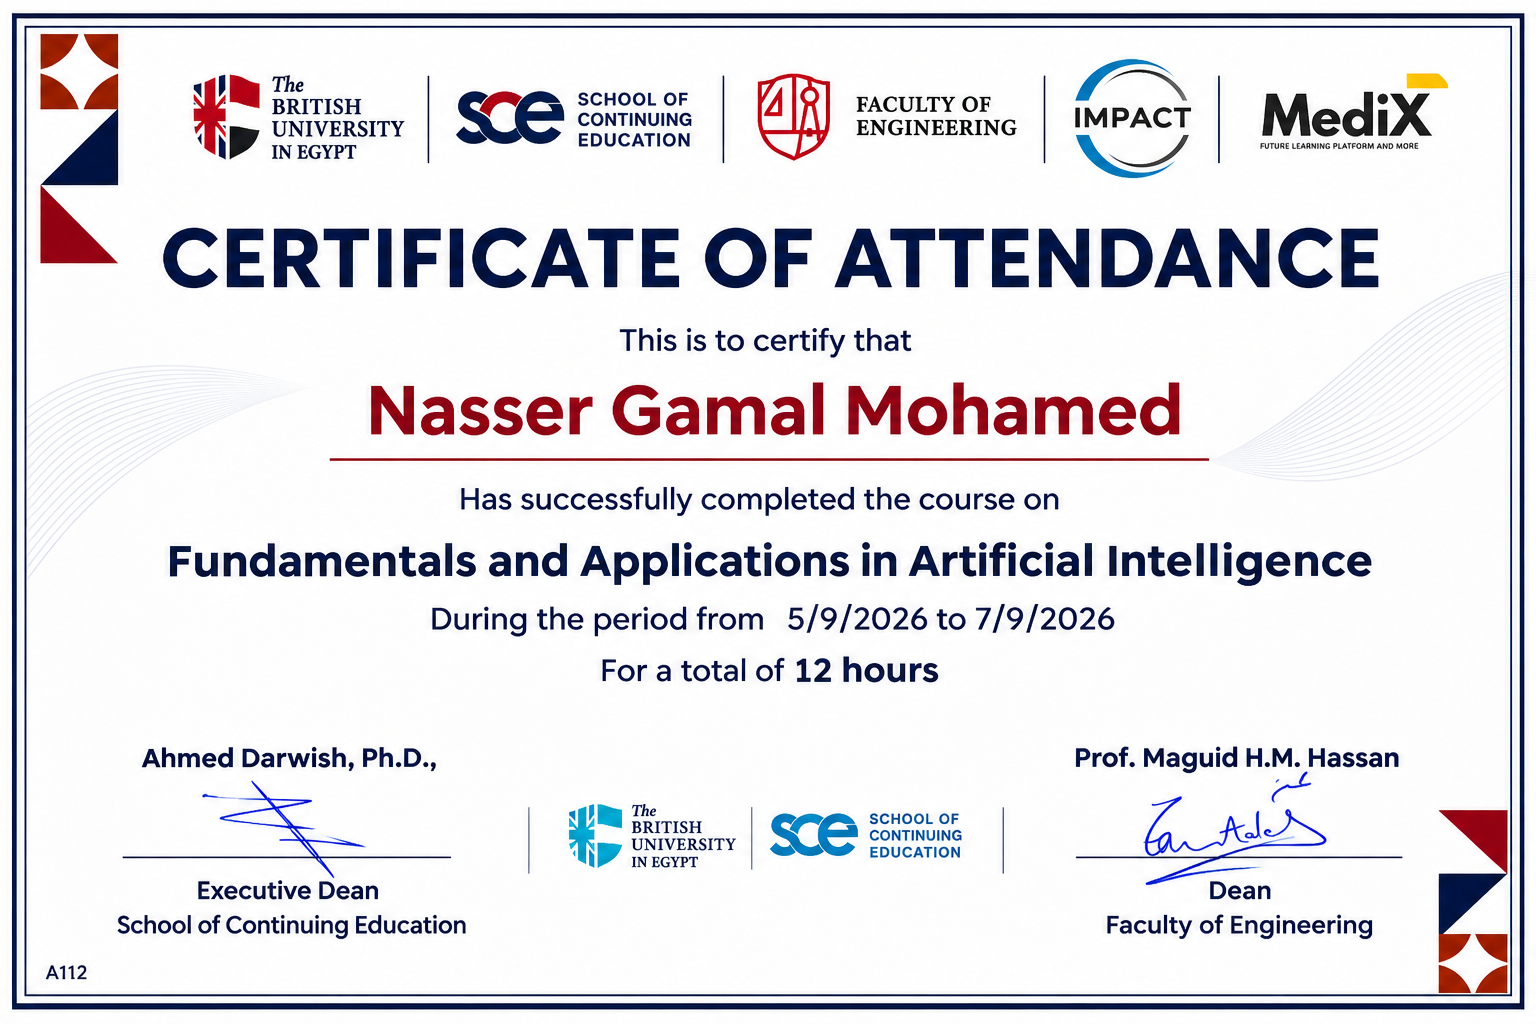 The
BRITISH
UNIVERSITY
IN EGYPT
sce
SCHOOL OF
CONTINUING
EDUCATION
FACULTY OF
ENGINEERING
IMPACT
MediX
FUTURE LEARNING PLATFORM AND MORE
CERTIFICATE OF ATTENDANCE
This is to certify that
Nasser Gamal Mohamed
Has successfully completed the course on
Fundamentals and Applications in Artificial Intelligence
During the period from 5/9/2026 to 7/9/2026
For a total of 12 hours
Ahmed Darwish, Ph.D.,
Executive Dean
School of Continuing Education
The
BRITISH
UNIVERSITY
IN EGYPT
sce
SCHOOL OF
CONTINUING
EDUCATION
Prof. Maguid H.M. Hassan
Dean
Faculty of Engineering
A112